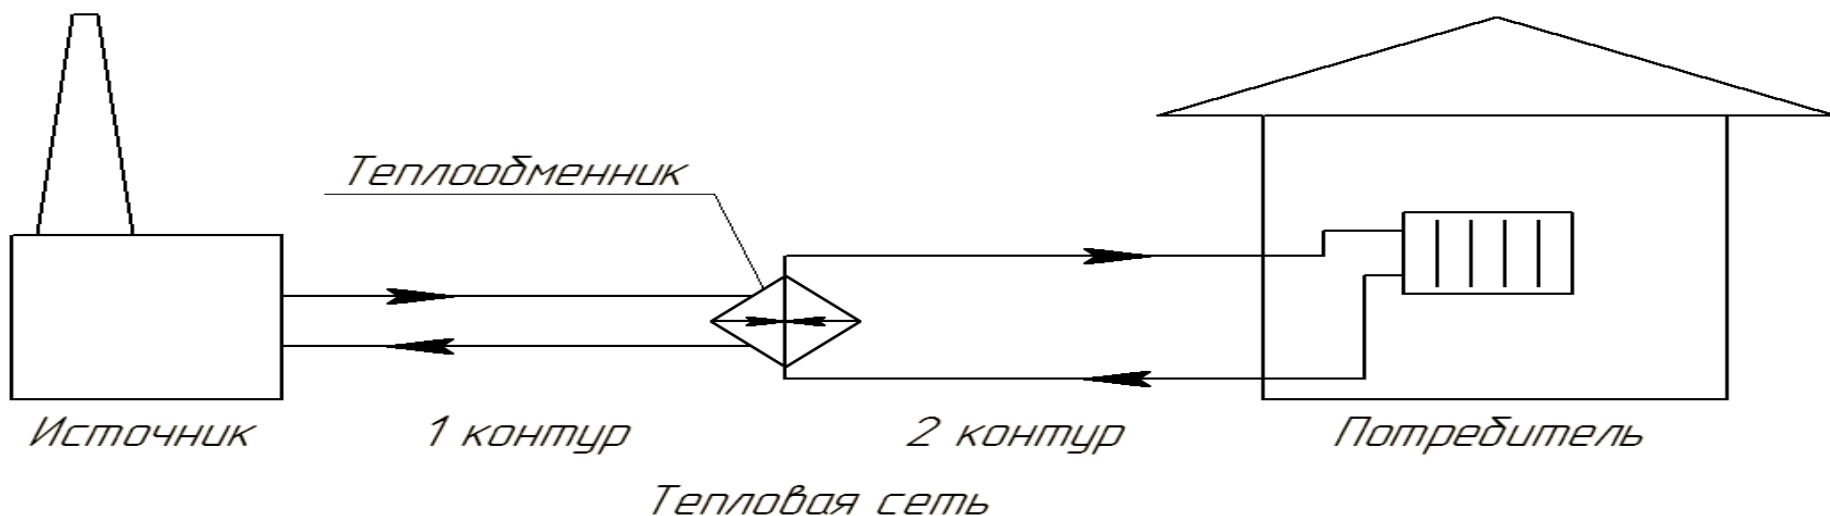 Теплообменник
Источник
1 контур
2 контур
Потребитель
Тепловая сеть